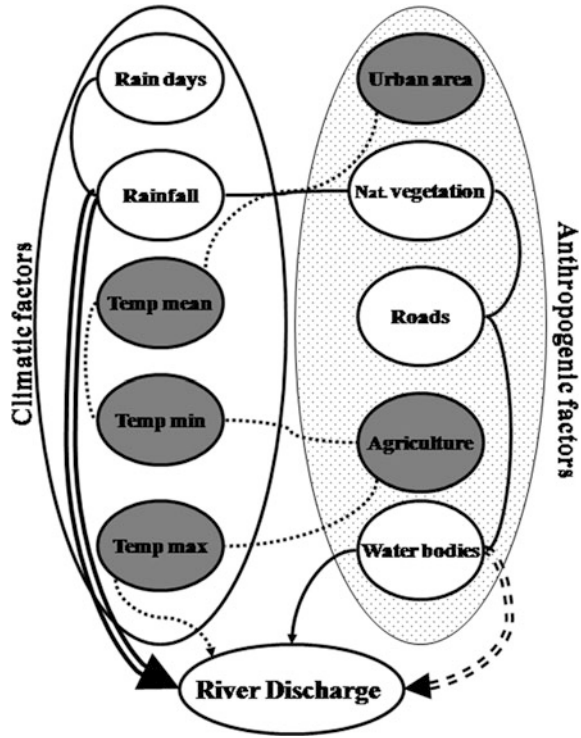 Climatic factors
Rain days
Rainfall
Temp mean
Temp min
Temp max
Urban area
Nat. vegetation
Roads
Agriculture
Water bodies
Anthropogenic factors
River Discharge